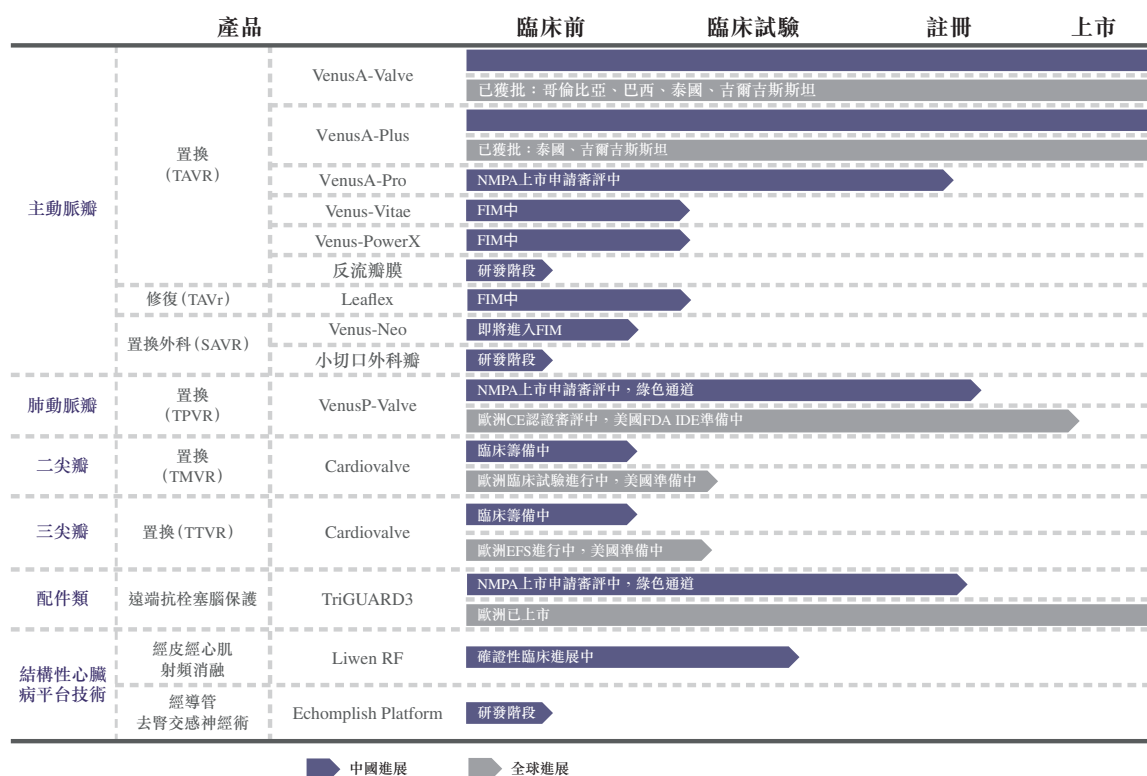 產品 臨床前 臨床試驗 註冊 上市
主動脈瓣
置換
(TAVR)
VenusA-Valve
已獲批：哥倫比亞、巴西、泰國、吉爾吉斯斯坦
VenusA-Plus
已獲批：泰國、吉爾吉斯斯坦
VenusA-Pro
NMPA上市申請審評中
Venus-Vitae
FIM中
Venus-PowerX
FIM中
反流瓣膜
研發階段
修復(TAVr)
Leaflex
FIM中
置換外科(SAVR)
Venus-Neo
即將進入FIM
小切口外科瓣
研發階段
肺動脈瓣
置換
(TPVR)
VenusP-Valve
NMPA上市申請審評中，綠色通道
歐洲CE認證審評中、美國FDA IDE準備中
二尖瓣
置換
(TMVR)
Cardiovalve
臨床籌備中
歐洲臨床試驗進行中，美國準備中
三尖瓣
置換(TTVR)
Cardiovalve
臨床籌備中
歐洲EFS進行中，美國準備中
配件類
遠端抗栓塞腦保護
TriGUARD3
NMPA上市申請審評中，綠色通道
歐洲已上市
結構性心臟
病平台技術
經皮經心肌
射頻消融
Liwen RF
確證性臨床進展中
經導管
去腎交感神經術
Echomplish Platform
研發階段
中國進展 全球進展